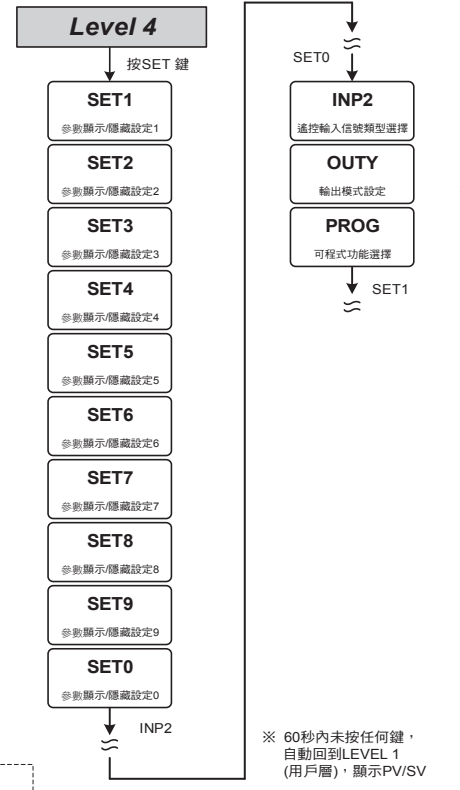 Level 4
按SET 鍵
SET1
參數顯示/隱藏設定1
SET2
參數顯示/隱藏設定2
SET3
參數顯示/隱藏設定3
SET4
參數顯示/隱藏設定4
SET5
參數顯示/隱藏設定5
SET6
參數顯示/隱藏設定6
SET7
參數顯示/隱藏設定7
SET8
參數顯示/隱藏設定8
SET9
參數顯示/隱藏設定9
SET0
參數顯示/隱藏設定0
INP2
SET0
INP2
遙控輸入信號類型選擇
OUTY
輸出模式設定
PROG
可程式功能選擇
SET1
※ 60秒內未按任何鍵,
自動回到LEVEL 1
(用戶層),顯示PV/SV